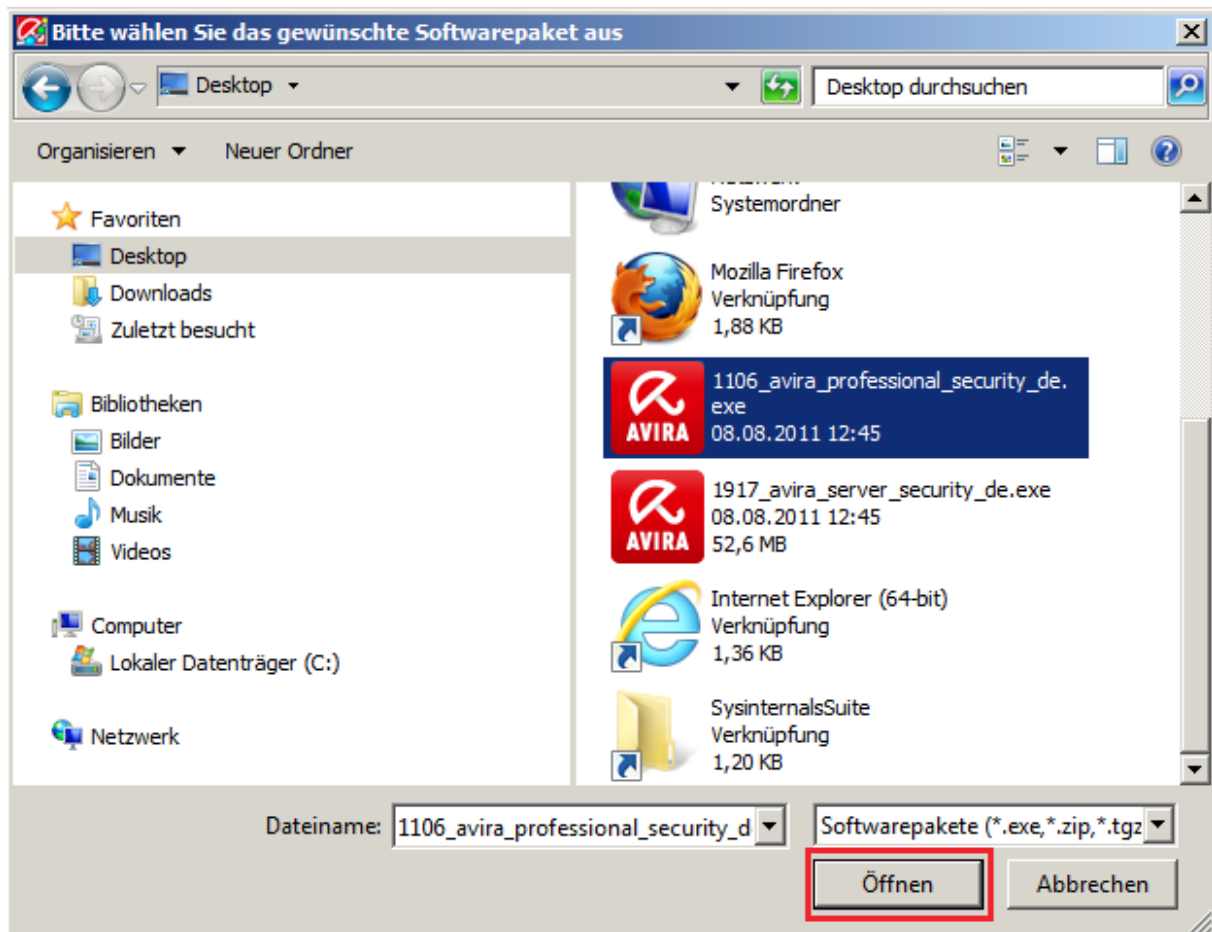 Bitte wählen Sie das gewünschte Softwarepaket aus
Desktop
Desktop durchsuchen
Organisieren
Neuer Ordner
Favoriten
Desktop
Downloads
Zuletzt besucht
Bibliotheken
Bilder
Dokumente
Musik
Videos
Computer
Lokaler Datenträger (C:)
Netzwerk
Systemordner
Mozilla Firefox
Verknüpfung
1,88 KB
AVIRA
1106_avira_professional_security_de.
exe
08.08.2011 12:45
AVIRA
1917_avira_server_security_de.exe
08.08.2011 12:45
52,6 MB
Internet Explorer (64-bit)
Verknüpfung
1,36 KB
SysinternalsSuite
Verknüpfung
1,20 KB
Dateiname:
1106_avira_professional_security_d
Softwarepakete (*.exe,*.zip,*.tgz
Öffnen
Abbrechen